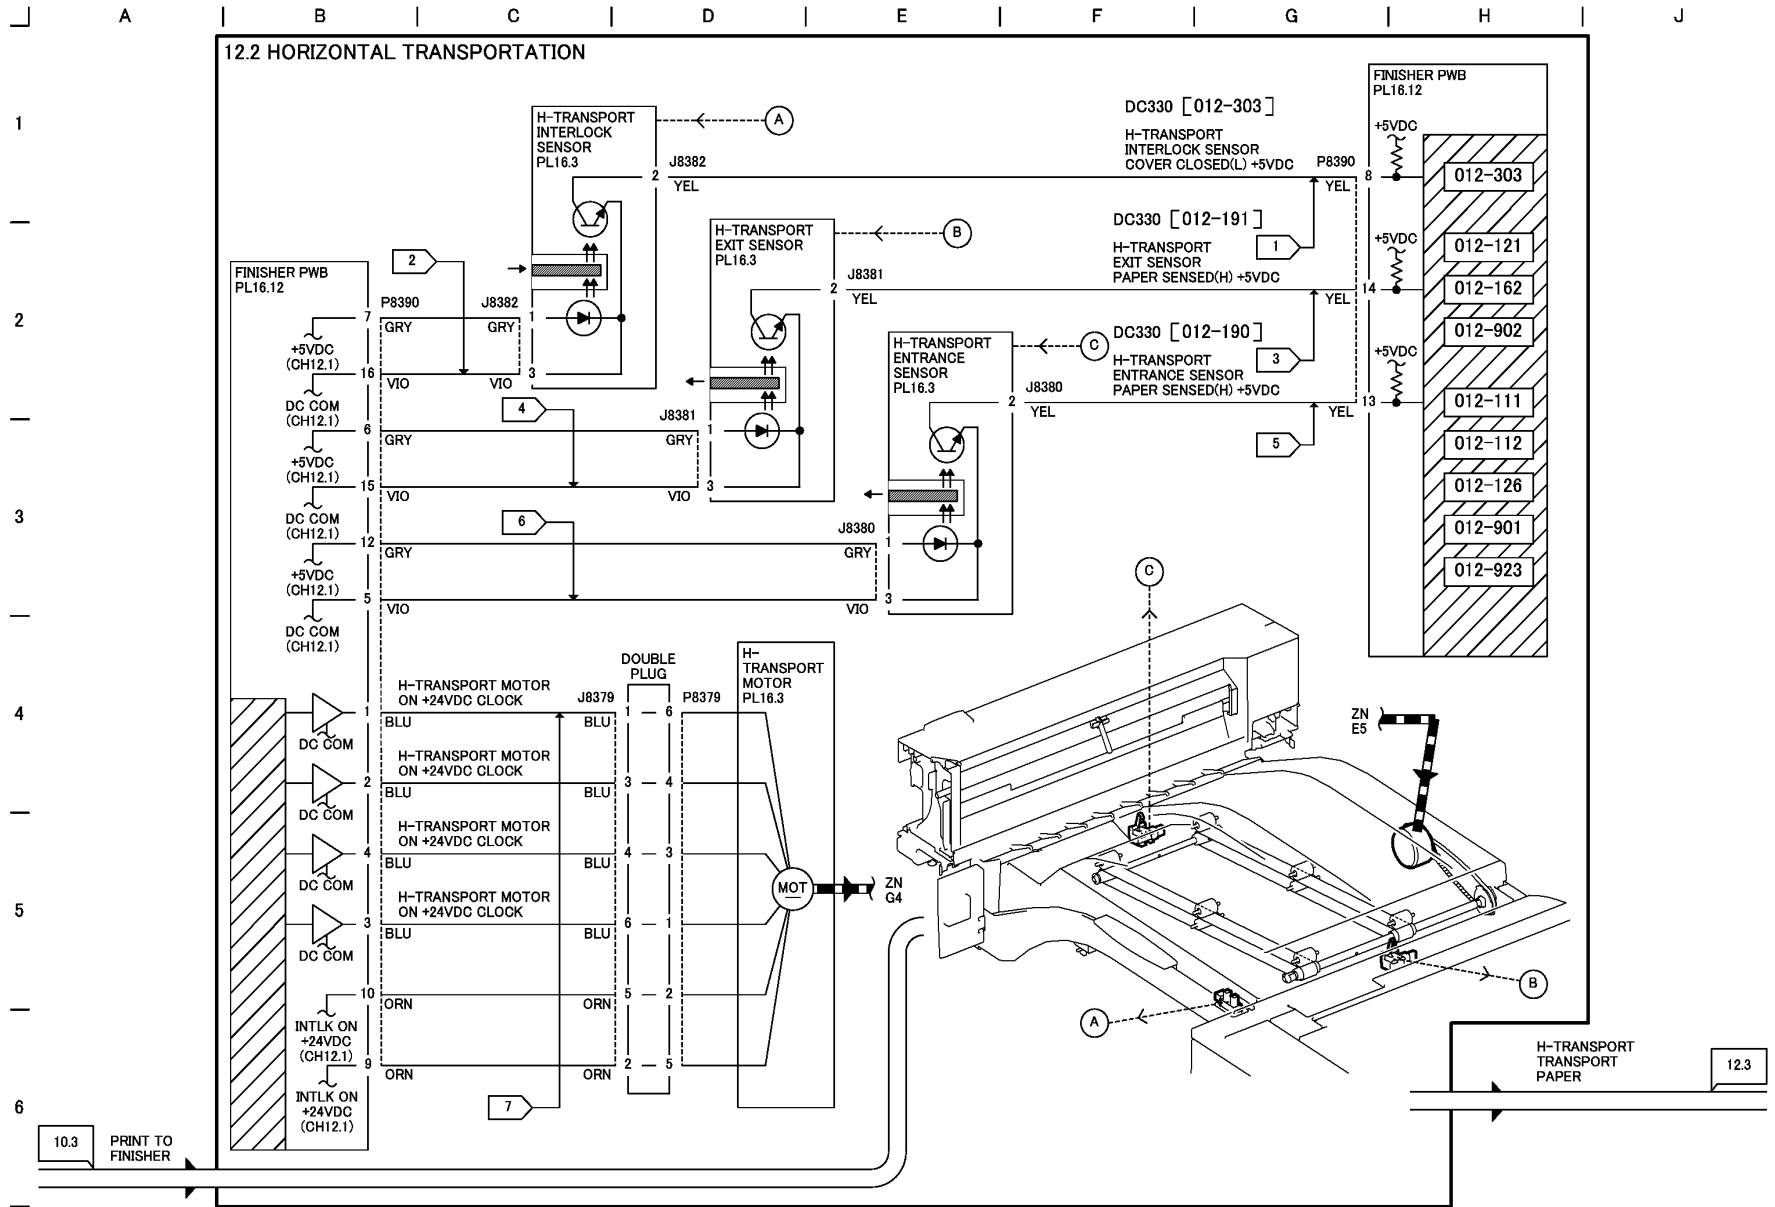 A B C D E F G H J
1
2
3
4
5
6
12.2 HORIZONTAL TRANSPORTATION
FINISHER PWB
PL16.12
H-TRANSPORT
INTERLOCK
SENSOR
PL16.3
A
J8382
2
YEL
DC330 [012-303]
H-TRANSPORT
INTERLOCK SENSOR
COVER CLOSED(L) +5VDC
P8390
YEL
8
+5VDC
012-303
H-TRANSPORT
EXIT SENSOR
PL16.3
B
J8381
2
YEL
DC330 [012-191]
H-TRANSPORT
EXIT SENSOR
PAPER SENSED(H) +5VDC
1
YEL
14
+5VDC
012-121
012-162
012-902
H-TRANSPORT
ENTRANCE
SENSOR
PL16.3
C
J8380
2
YEL
DC330 [012-190]
H-TRANSPORT
ENTRANCE SENSOR
PAPER SENSED(H) +5VDC
3
YEL
13
+5VDC
5
012-111
012-112
012-126
012-901
012-923
FINISHER PWB
PL16.12
2
P8390
J8382
7
GRY
GRY
1
+5VDC
(CH12.1)
16
VIO
VIO
3
DC COM
(CH12.1)
4
J8381
6
GRY
GRY
1
+5VDC
(CH12.1)
15
VIO
VIO
3
DC COM
(CH12.1)
6
J8380
12
GRY
GRY
1
+5VDC
(CH12.1)
5
VIO
VIO
3
DC COM
(CH12.1)
DOUBLE
PLUG
H-
TRANSPORT
MOTOR
PL16.3
H-TRANSPORT MOTOR
ON +24VDC CLOCK
J8379
P8379
1
BLU
BLU
1
6
DC COM
H-TRANSPORT MOTOR
ON +24VDC CLOCK
2
BLU
BLU
3
4
DC COM
H-TRANSPORT MOTOR
ON +24VDC CLOCK
4
BLU
BLU
4
3
DC COM
H-TRANSPORT MOTOR
ON +24VDC CLOCK
3
BLU
BLU
6
1
DC COM
MOT
ZN
G4
10
ORN
ORN
5
2
INTLK ON
+24VDC
(CH12.1)
9
ORN
ORN
2
5
INTLK ON
+24VDC
(CH12.1)
7
C
ZN
E5
B
A
H-TRANSPORT
TRANSPORT
PAPER
12.3
10.3
PRINT TO
FINISHER